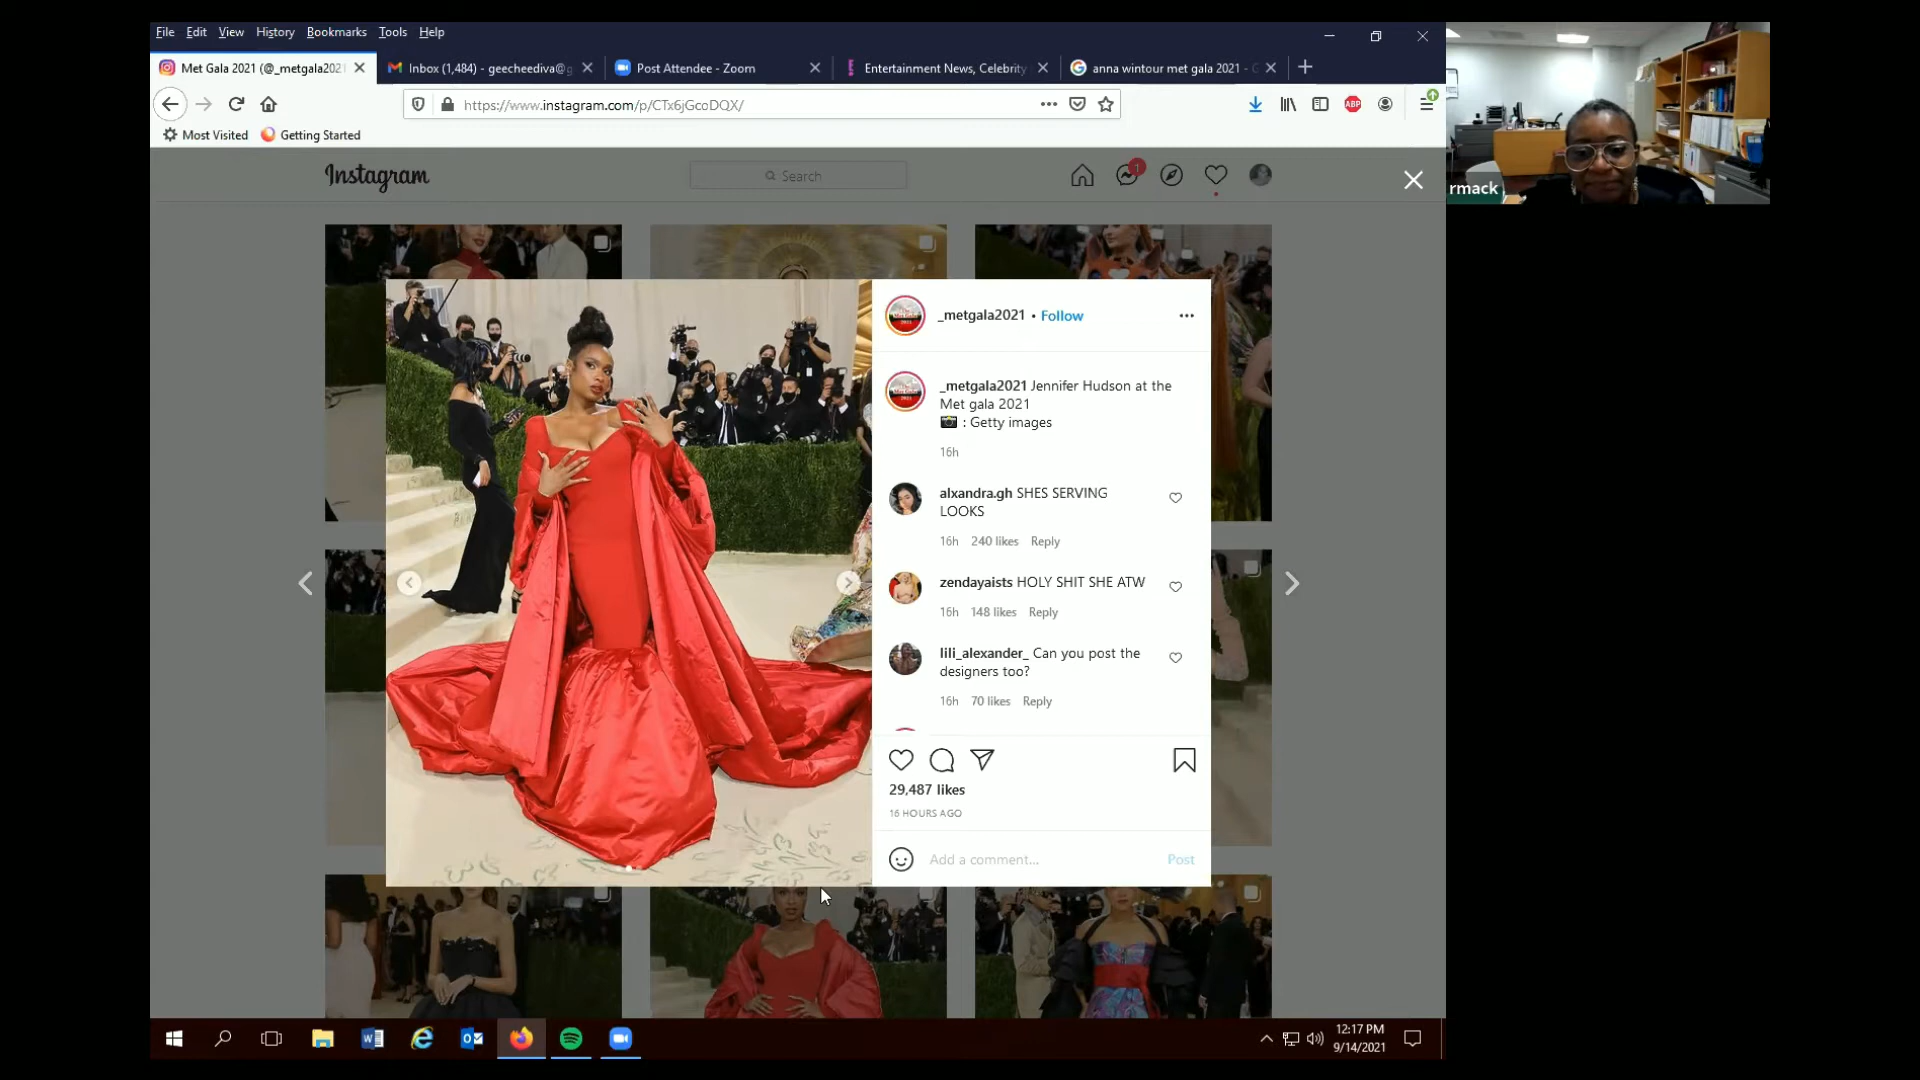 File Edit View History Bookmarks Tools Help
Met Gala 2021 (@_metgala2021
Inbox (1,484) - geecheediva@g
Post Attendee - Zoom
Entertainment News, Celebrity
anna wintour met gala 2021 - G
https://www.instagram.com/p/CTx6jGcoDQX/
ABP
Most Visited
Getting Started
Instagram
Search
1
rmack
_metgala2021 • Follow
_metgala2021 Jennifer Hudson at the
Met gala 2021
: Getty images
16h
alxandra.gh SHES SERVING
LOOKS
16h 240 likes Reply
zendayaists HOLY SHIT SHE ATW
16h 148 likes Reply
lili_alexander_ Can you post the
designers too?
16h 70 likes Reply
29,487 likes
16 HOURS AGO
Add a comment...
Post
12:17 PM
9/14/2021